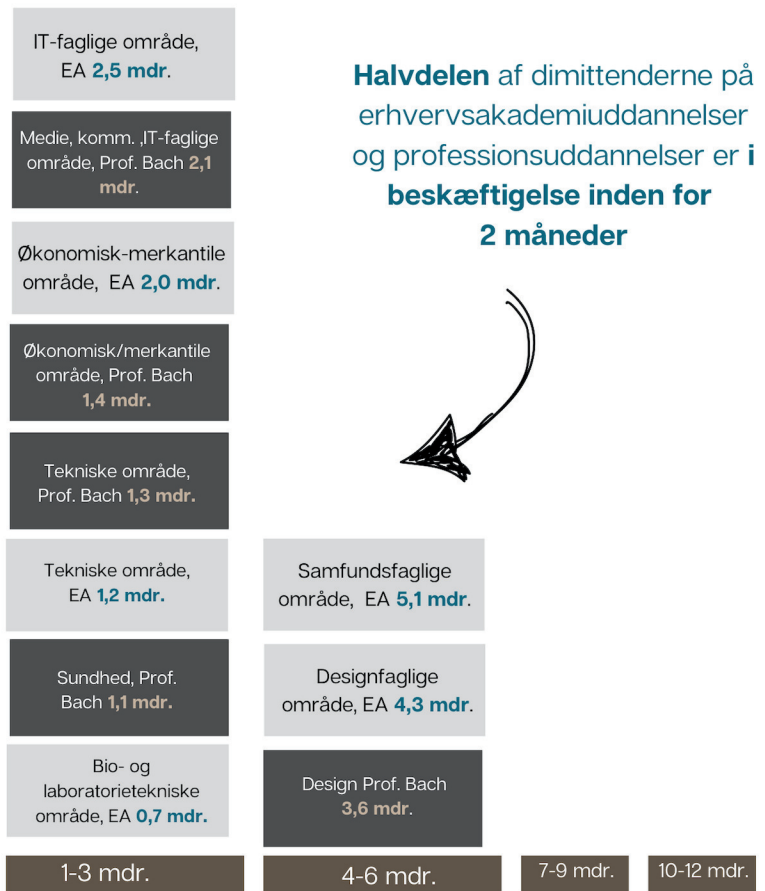 IT-faglige område,
EA 2,5 mdr.
Medie, komm. ,IT-faglige
område, Prof. Bach 2,1
mdr.
Økonomisk-merkantile
område, EA 2,0 mdr.
Økonomisk/merkantile
område, Prof. Bach
1,4 mdr.
Tekniske område,
Prof. Bach 1,3 mdr.
Tekniske område,
EA 1,2 mdr.
Sundhed, Prof.
Bach 1,1 mdr.
Bio- og
laboratorietekniske
område, EA 0,7 mdr.
1-3 mdr.
Halvdelen af dimittenderne på
erhvervsakademiuddannelser
og professionsuddannelser er i
beskæftigelse inden for
2 måneder
Samfundsfaglige
område, EA 5,1 mdr.
Designfaglige
område, EA 4,3 mdr.
Design Prof. Bach
3,6 mdr.
4-6 mdr.
7-9 mdr.
10-12 mdr.